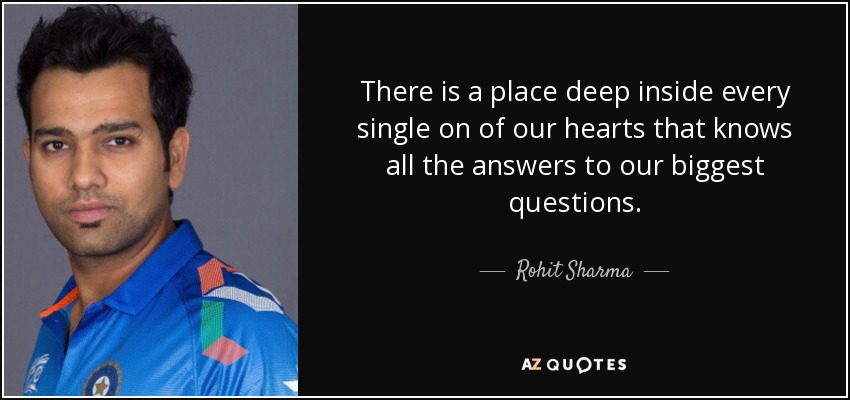 There is a place deep inside every
single on of our hearts that knows
all the answers to our biggest
questions.
Rohit Sharma
AZ QUOTES